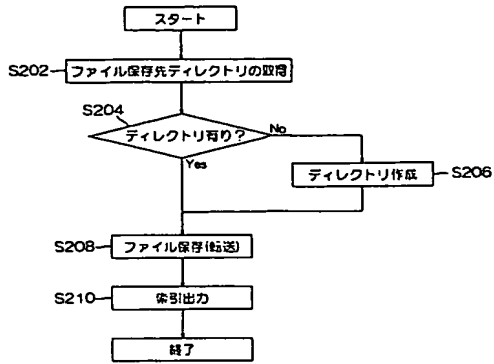 スタート
S202
ファイル保存先ディレクトリの取得
S204
ディレクトリ有り?
No
Yes
ディレクトリ作成
S206
S208
ファイル保存(転送)
S210
索引出力
終了